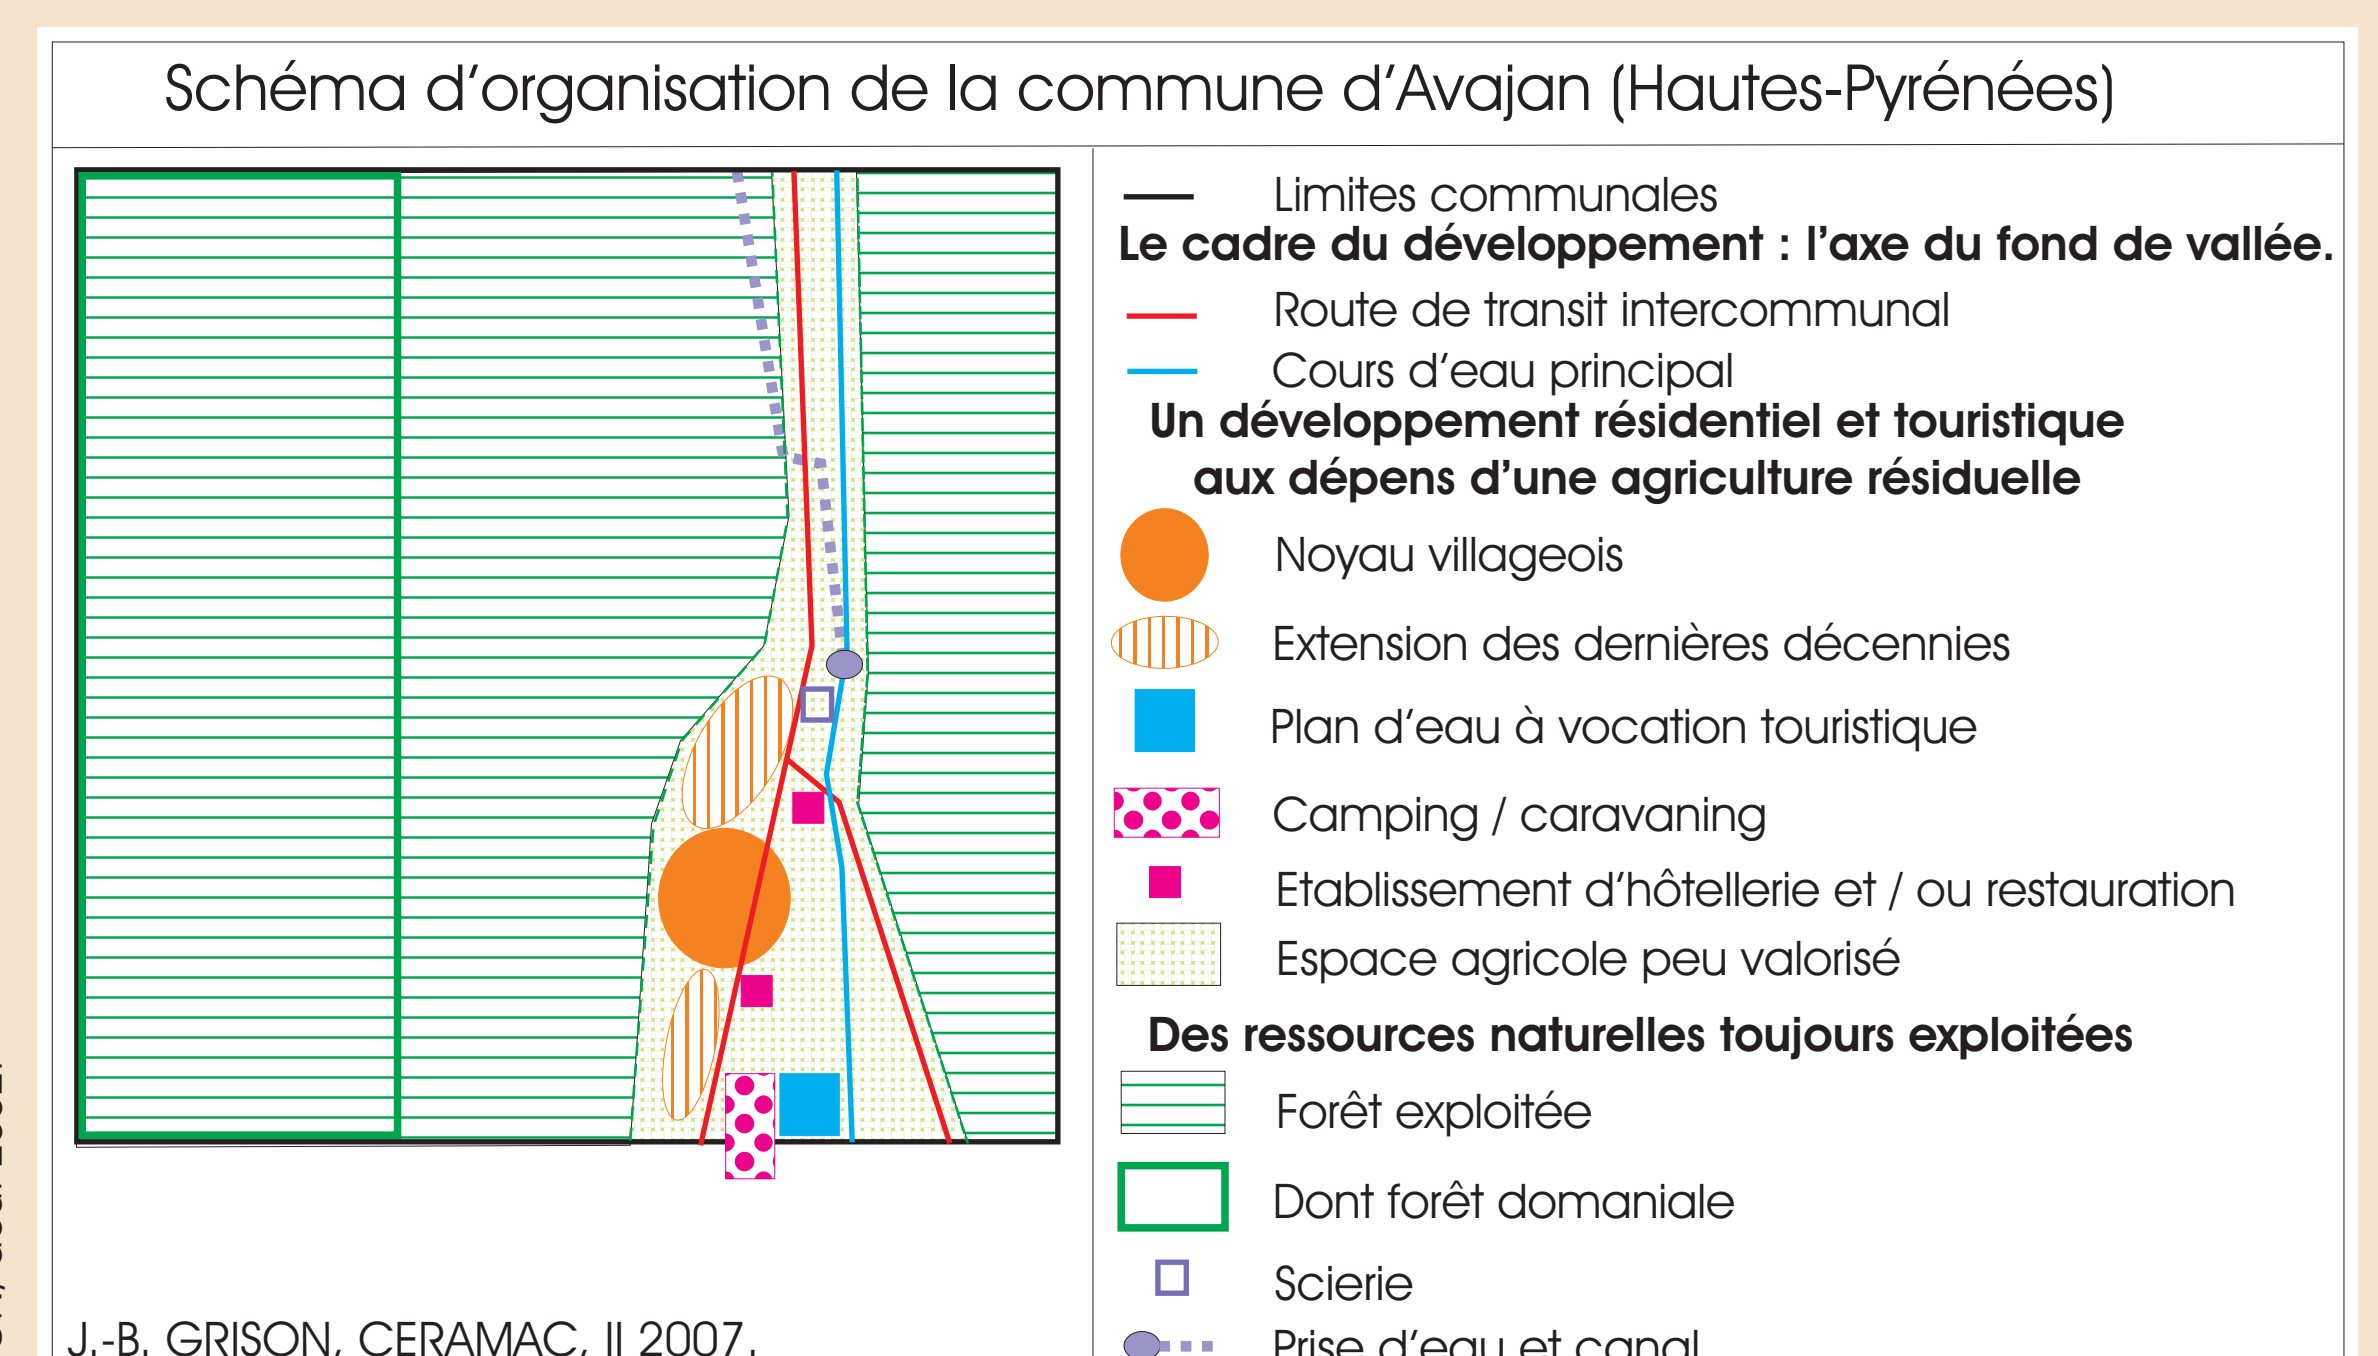 Schéma d'organisation de la commune d'Avajan (Hautes-Pyrénées)
Limites communales
Le cadre du développement : l'axe du fond de vallée.
Route de transit intercommunal
Cours d'eau principal
Un développement résidentiel et touristique
aux dépens d'une agriculture résiduelle
Noyau villageois
Extension des dernières décennies
Plan d'eau à vocation touristique
Camping / caravaning
Etablissement d'hôtellerie et / ou restauration
Espace agricole peu valorisé
Des ressources naturelles toujours exploitées
Forêt exploitée
Dont forêt domaniale
Scierie
Prise d'eau et canal
J.-B. GRISON, CERAMAC, II 2007.